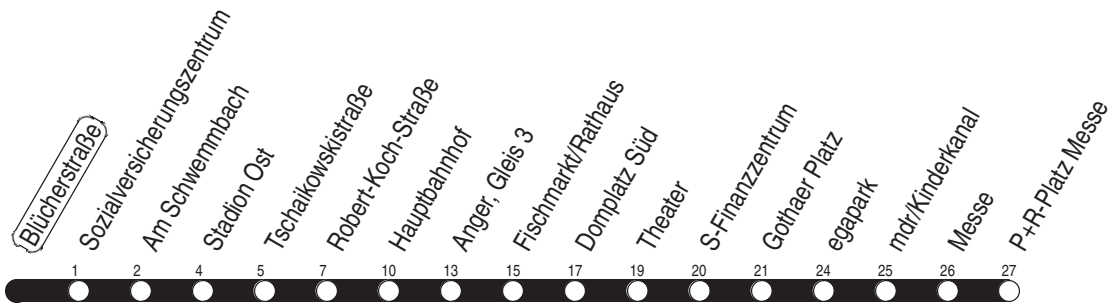 Blücherstraße
Sozialversicherungszentrum
Am Schwemmbach
Stadion Ost
Tschaikowskistraße
Robert-Koch-Straße
Hauptbahnhof
Anger, Gleis 3
Fischmarkt/Rathaus
Domplatz Süd
Theater
S-Finanzzentrum
Gothaer Platz
egapark
mdr/Kinderkanal
Messe
P+R-Platz Messe
1 2 4 5 7 10 13 15 17 19 20 21 24 25 26 27